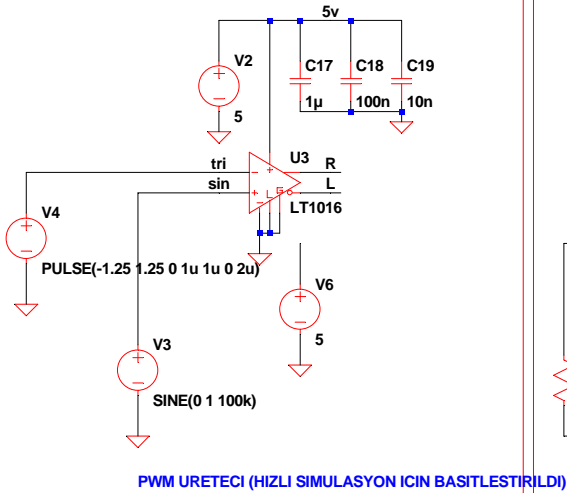 5v
V2
5
C17
1µ
C18
100n
C19
10n
tri
sin
U3
R
L
L
G
LT1016
V4
PULSE(-1.25 1.25 0 1u 1u 0 2u)
V6
5
V3
SINE(0 1 100k)
PWM URETECI (HIZLI SIMULASYON ICIN BASITLESTIRILDI)